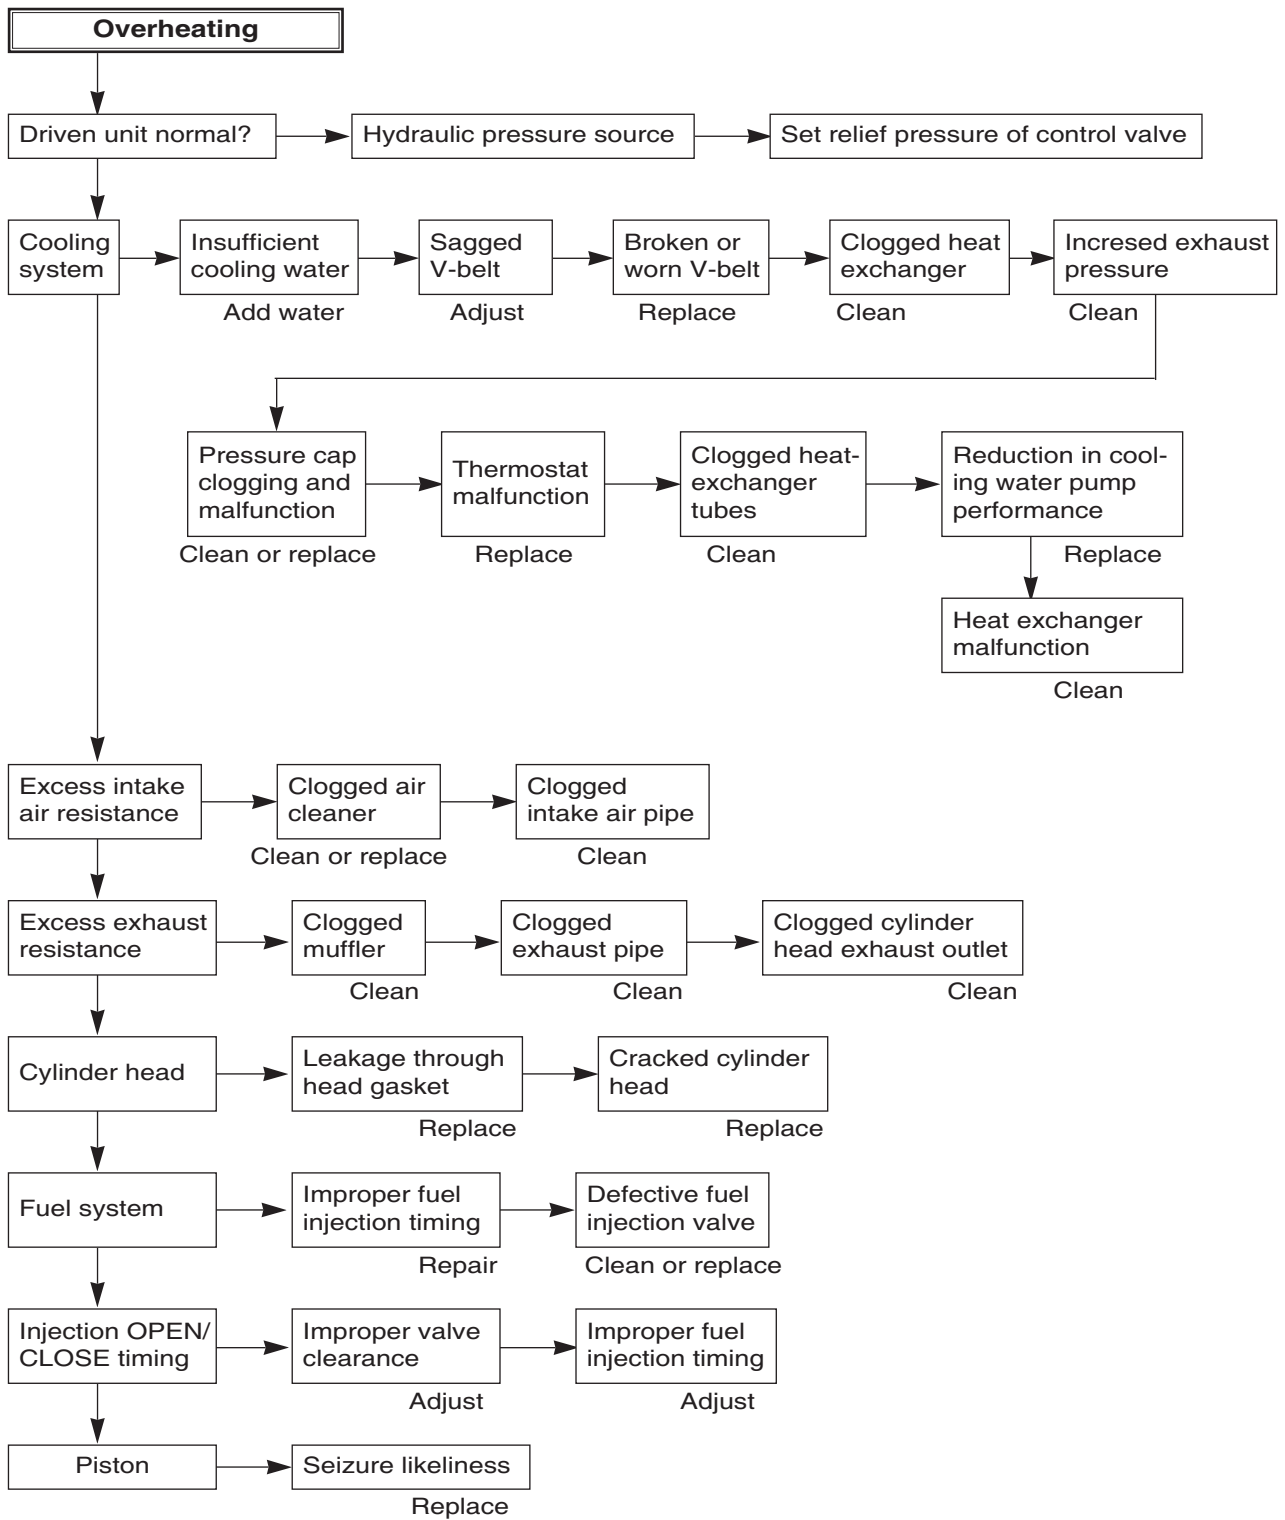 Overheating
Driven unit normal?
Hydraulic pressure source
Set relief pressure of control valve
Cooling
system
Insufficient
cooling water
Add water
Sagged
V-belt
Adjust
Broken or
worn V-belt
Replace
Clogged heat
exchanger
Clean
Incresed exhaust
pressure
Clean
Pressure cap
clogging and
malfunction
Clean or replace
Thermostat
malfunction
Replace
Clogged heat-
exchanger
tubes
Clean
Reduction in cool-
ing water pump
performance
Replace
Heat exchanger
malfunction
Clean
Excess intake
air resistance
Clogged air
cleaner
Clean or replace
Clogged
intake air pipe
Clean
Excess exhaust
resistance
Clogged
muffler
Clean
Clogged
exhaust pipe
Clean
Clogged cylinder
head exhaust outlet
Clean
Cylinder head
Leakage through
head gasket
Replace
Cracked cylinder
head
Replace
Fuel system
Improper fuel
injection timing
Repair
Defective fuel
injection valve
Clean or replace
Injection OPEN/
CLOSE timing
Improper valve
clearance
Adjust
Improper fuel
injection timing
Adjust
Piston
Seizure likeliness
Replace